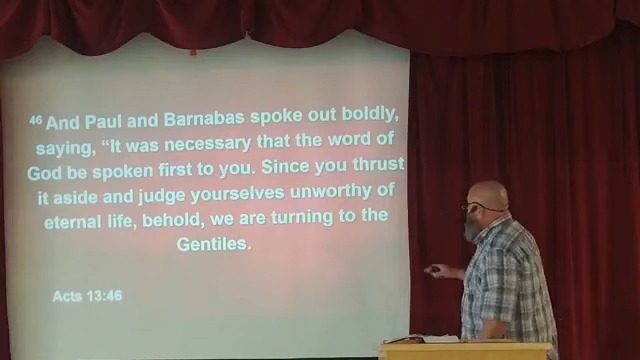 46 And Paul and Barnabas spoke out boldly,
saying, “It was necessary that the word of
God be spoken first to you. Since you thrust
it aside and judge yourselves unworthy of
eternal life, behold, we are turning to the
Gentiles.
Acts 13:46